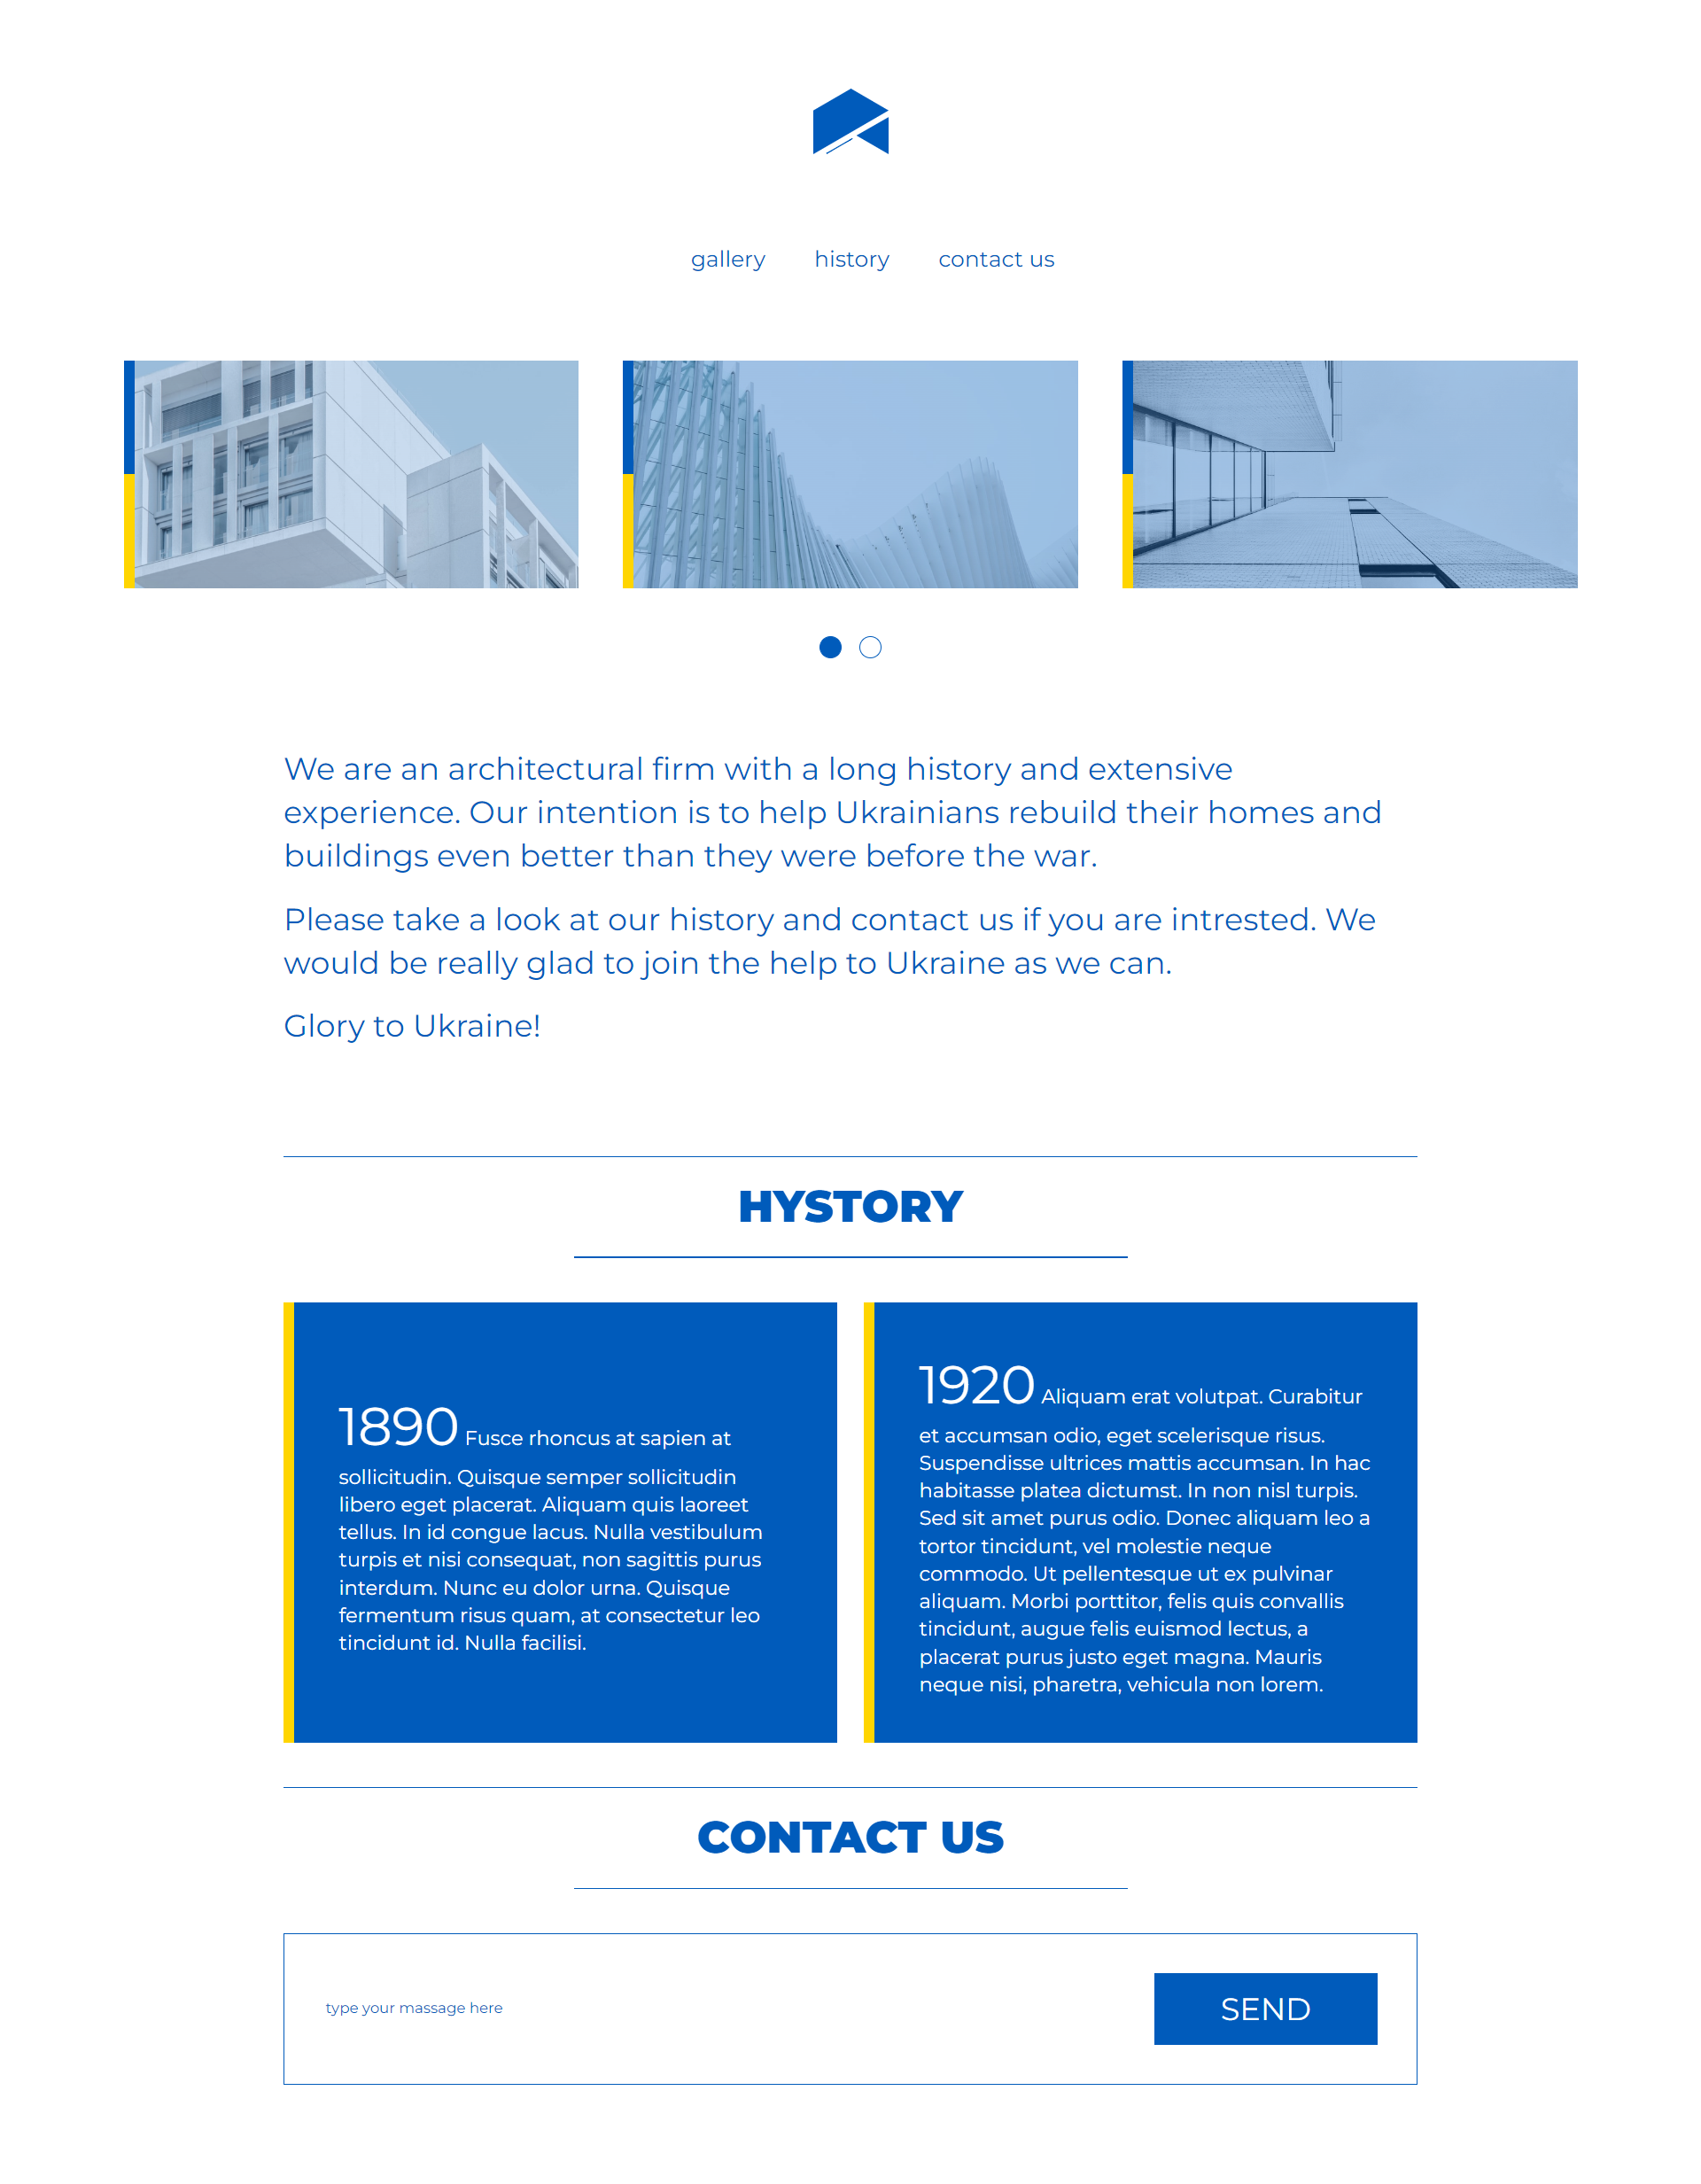 gallery history contact us
We are an architectural firm with a long history and extensive
experience. Our intention is to help Ukrainians rebuild their homes and
buildings even better than they were before the war.
Please take a look at our history and contact us if you are intrested. We
would be really glad to join the help to Ukraine as we can.
Glory to Ukraine!
HYSTORY
1890 Fusce rhoncus at sapien at
sollicitudin. Quisque semper sollicitudin
libero eget placerat. Aliquam quis laoreet
tellus. In id congue lacus. Nulla vestibulum
turpis et nisi consequat, non sagittis purus
interdum. Nunc eu dolor urna. Quisque
fermentum risus quam, at consectetur leo
tincidunt id. Nulla facilisi.
1920 Aliquam erat volutpat. Curabitur
et accumsan odio, eget scelerisque risus.
Suspendisse ultrices mattis accumsan. In hac
habitasse platea dictumst. In non nisl turpis.
Sed sit amet purus odio. Donec aliquam leo a
tortor tincidunt, vel molestie neque
commodo. Ut pellentesque ut ex pulvinar
aliquam. Morbi porttitor, felis quis convallis
tincidunt, augue felis euismod lectus, a
placerat purus justo eget magna. Mauris
neque nisi, pharetra, vehicula non lorem.
CONTACT US
type your massage here
SEND